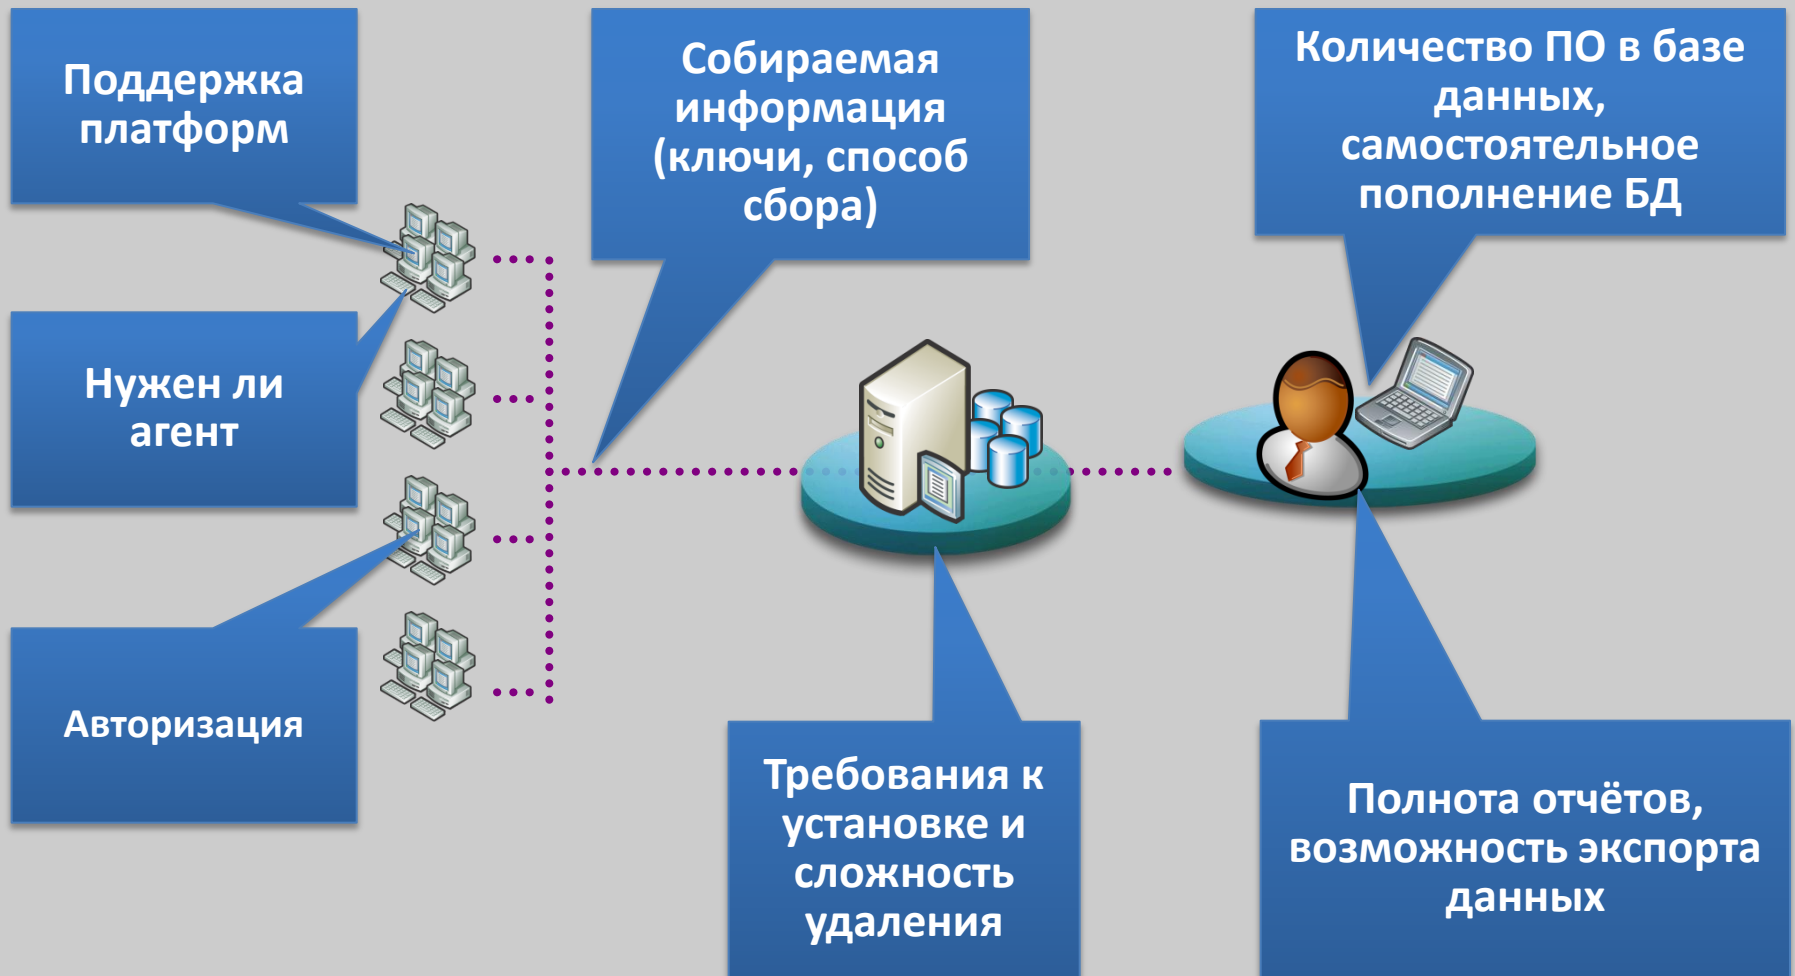 Поддержка
платформ
Собираемая
информация
(ключи, способ
сбора)
Количество ПО в базе
данных,
самостоятельное
пополнение БД
Нужен ли
агент
Авторизация
Требования к
установке и
сложность
удаления
Полнота отчётов,
возможность экспорта
данных